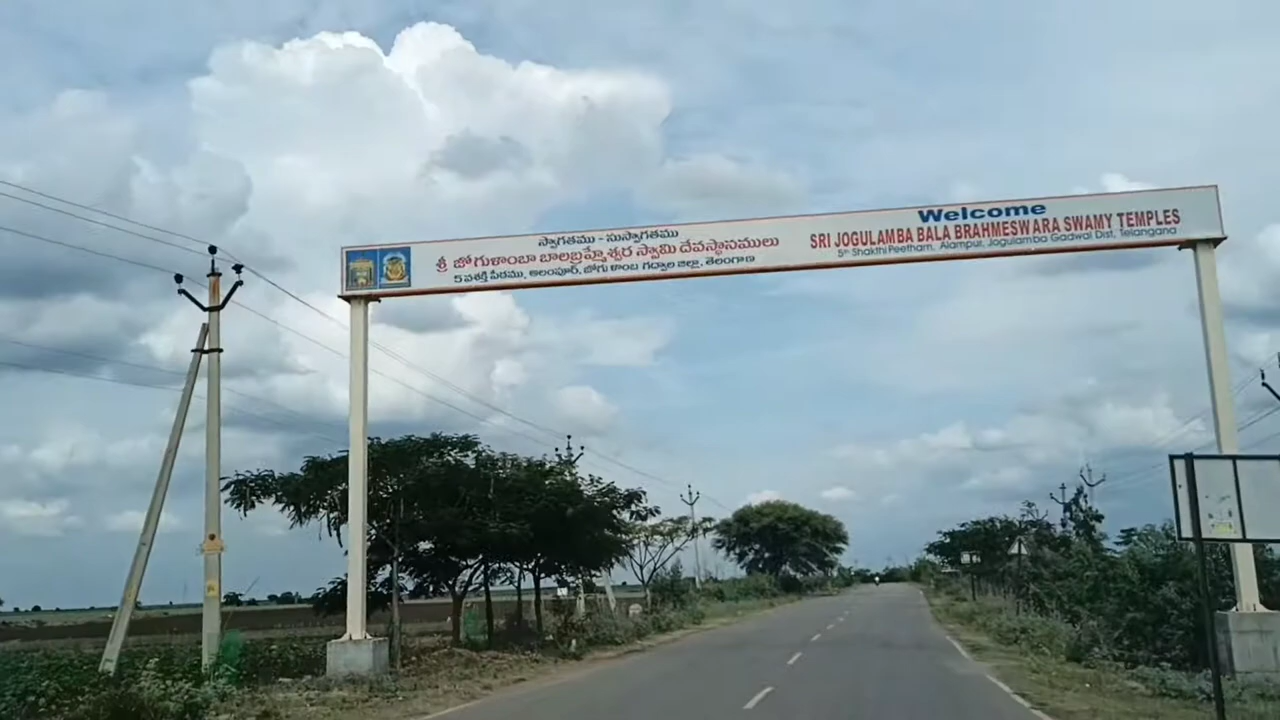 స్వాగతము - సుస్వాగతము
శ్రీ జోగుళాంబా బాలబ్రహ్మేశ్వర స్వామి దేవస్థానములు
5 వశక్తి పీఠము, అలంపూర్, జోగుళాంబ గద్వాల జిల్లా, తెలంగాణ
Welcome
SRI JOGULAMBA BALA BRAHMESWARA SWAMY TEMPLES
5th Shakthi Peetham, Alampur, Jogulamba Gadwal Dist, Telangana